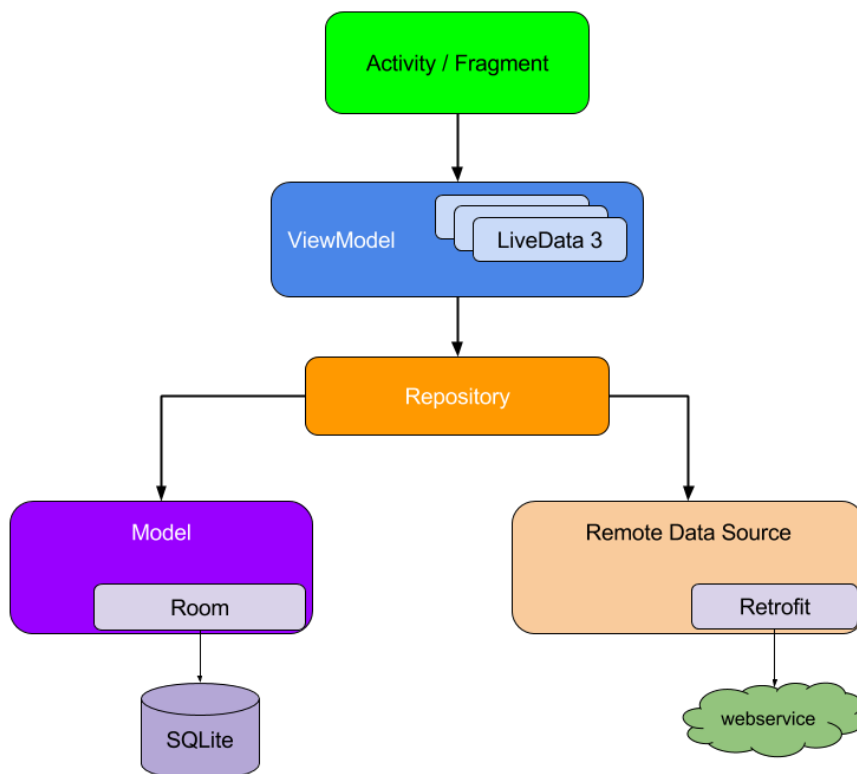 Activity / Fragment
ViewModel
LiveData 3
Repository
Model
Remote Data Source
Room
Retrofit
SQLite
webservice